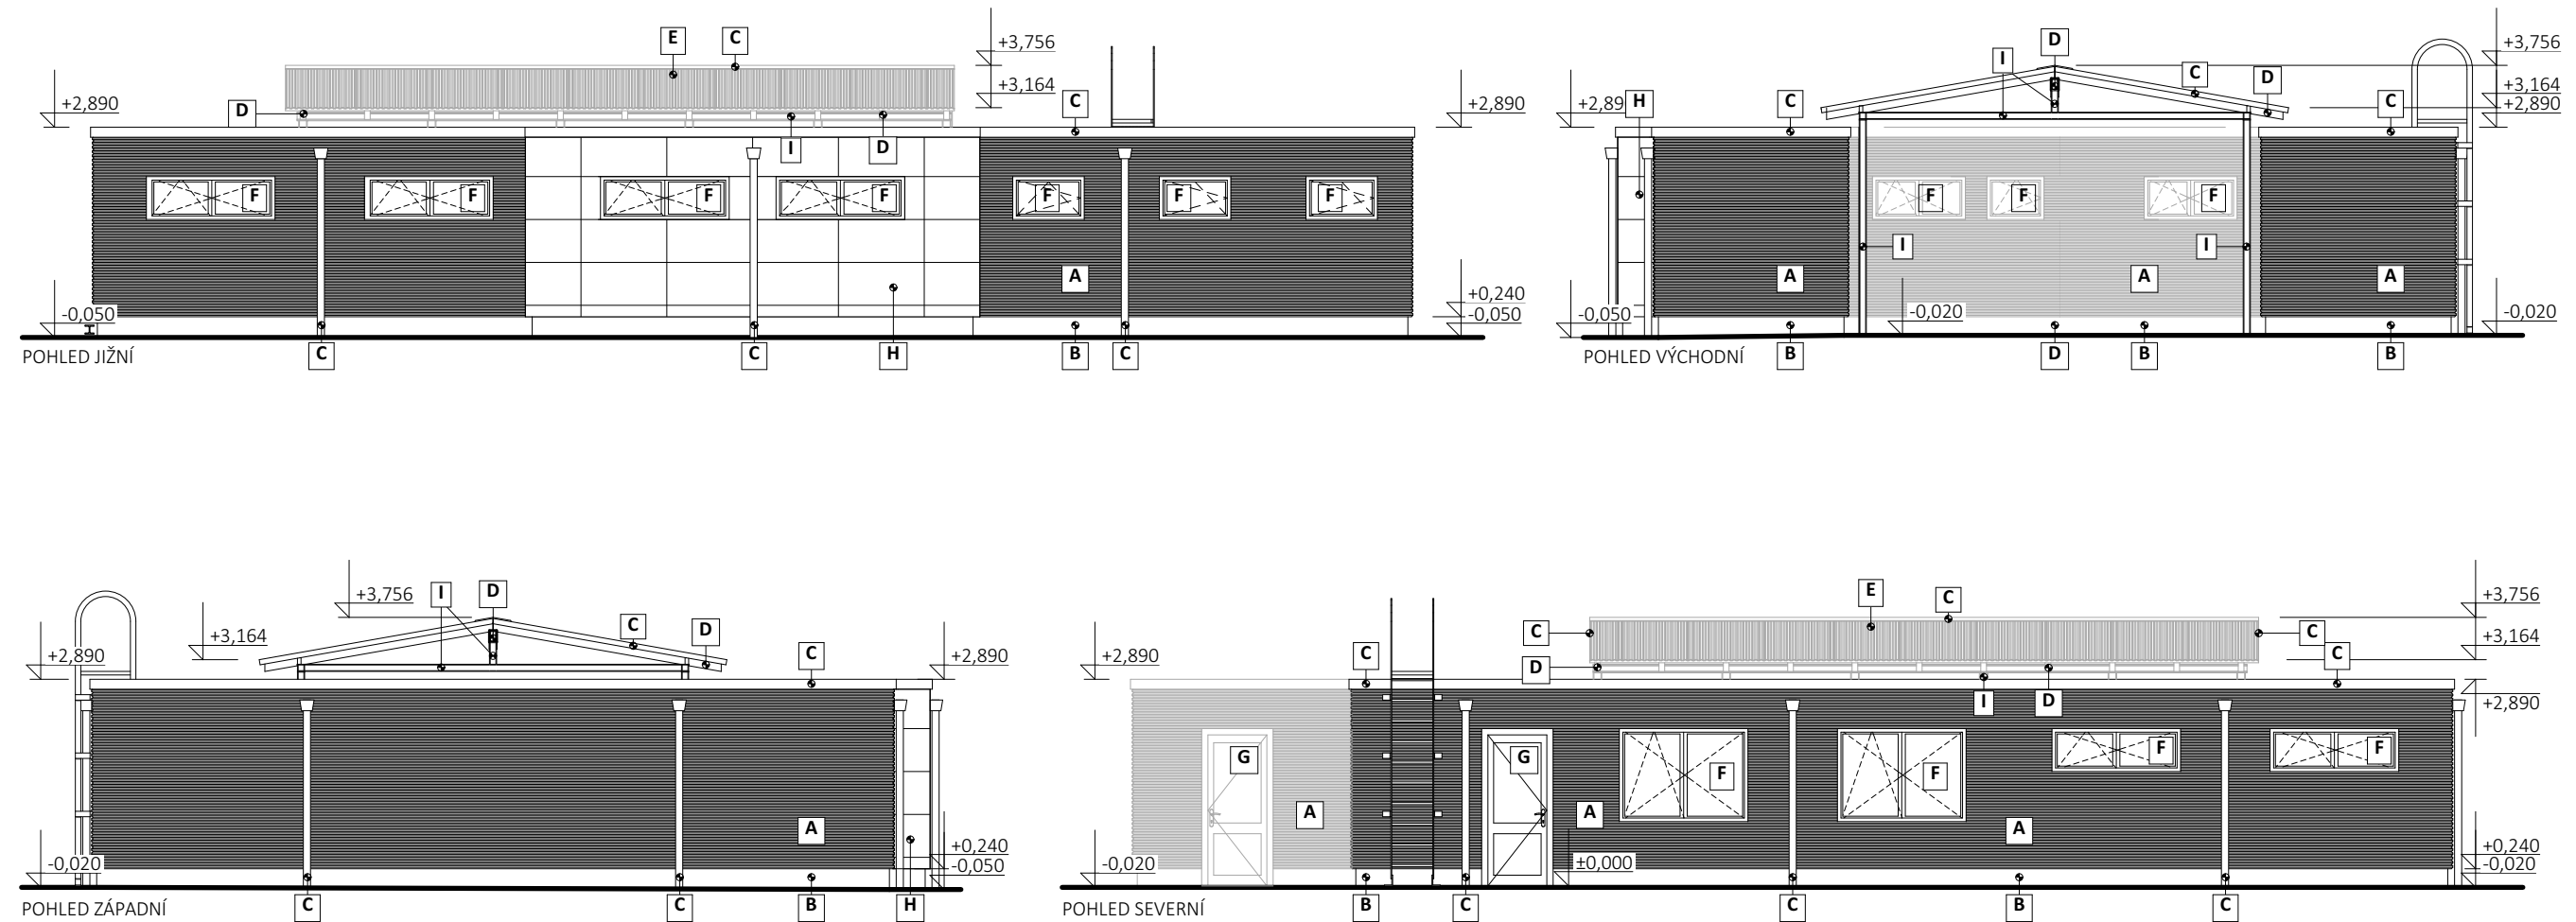 E C
+3,756
+3,164
D
+2,890
C
+2,890
I D
F F F F F F F
A
+0,240
-0,050
-0,050
C C H B C
POHLED JIŽNÍ
D
I
C
D
+3,756
+3,164
+2,890
+2,89
H
C
C
F F F
I I
A A A
-0,050
-0,020
-0,020
B D B B
POHLED VÝCHODNÍ
+3,756
I D
C
D
+3,164
+2,890
C
+2,890
A
+0,240
-0,050
-0,020
C C B H
POHLED ZÁPADNÍ
E C
+3,756
C C
+3,164
C
C
D
+2,890
I D
+2,890
G G F F F F
A A A
+0,240
-0,020
-0,020
±0,000
B C C B C
POHLED SEVERNÍ